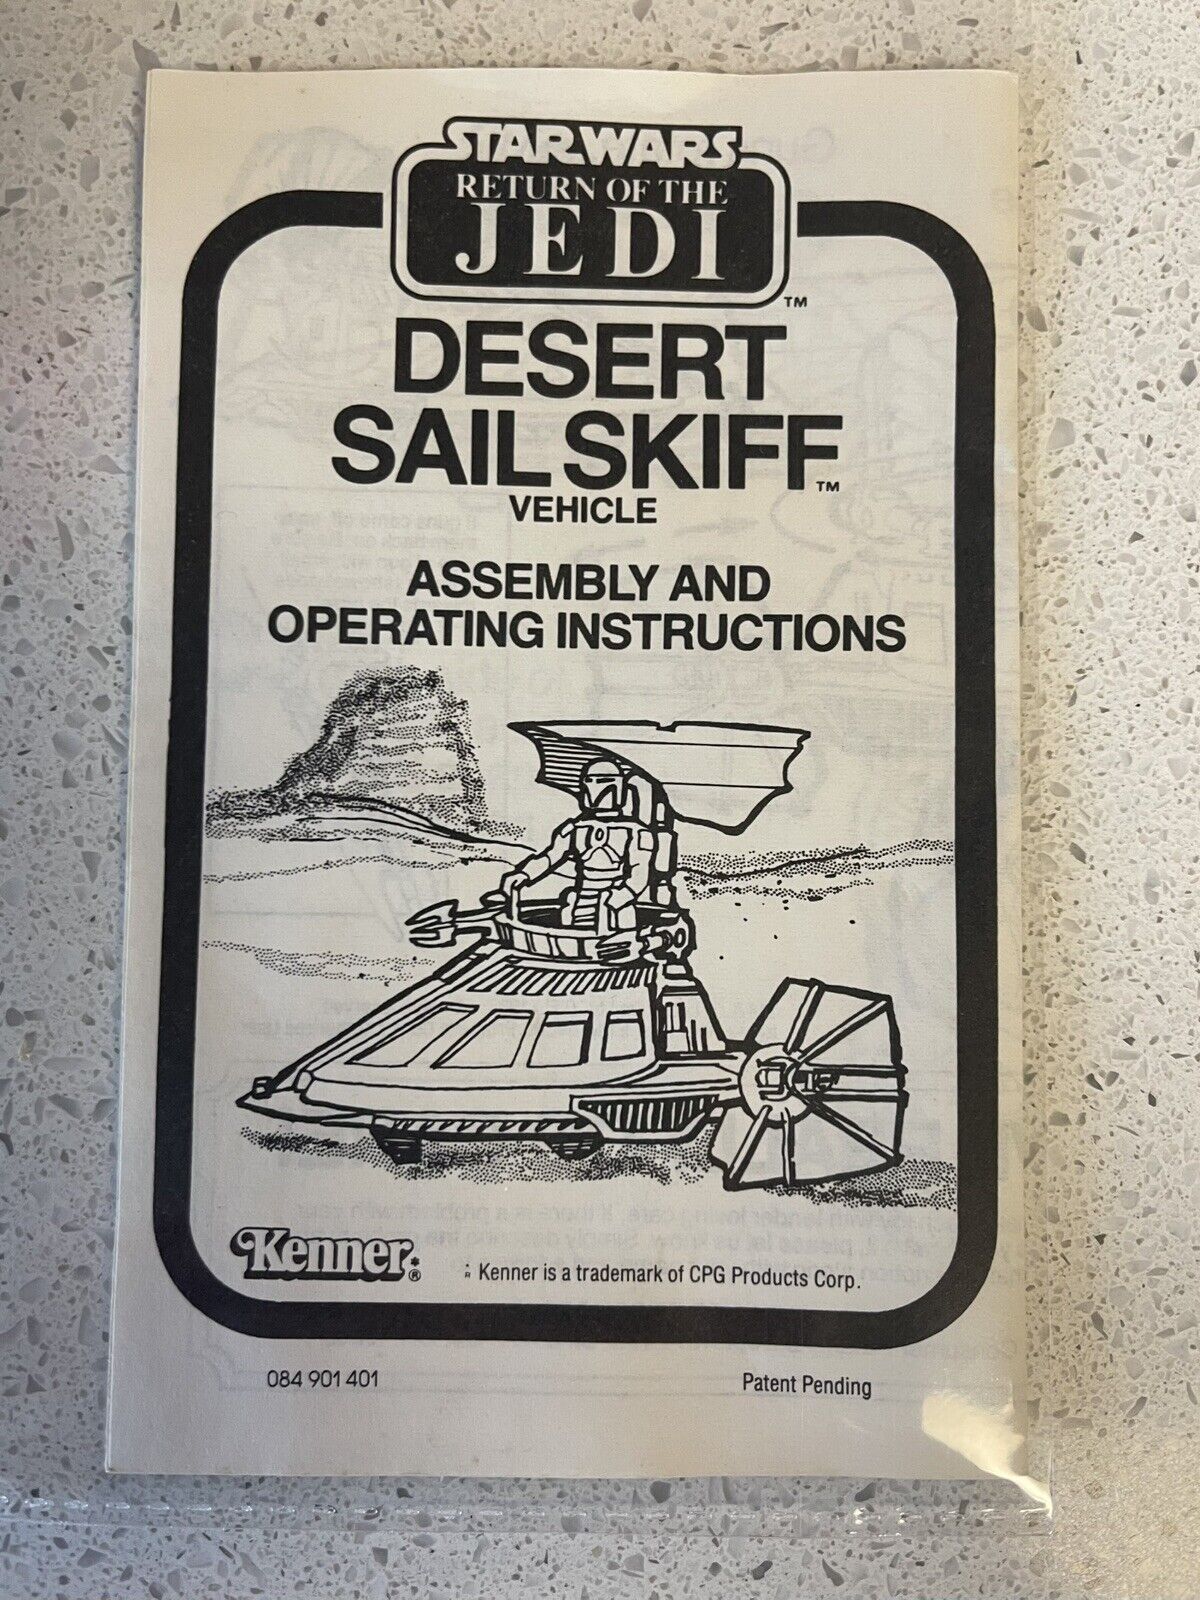 STAR WARS
RETURN OF THE
JEDI
TM
DESERT
SAIL SKIFF TM
VEHICLE
ASSEMBLY AND
OPERATING INSTRUCTIONS
Kenner*®
*® Kenner is a trademark of CPG Products Corp.
084 901 401
Patent Pending